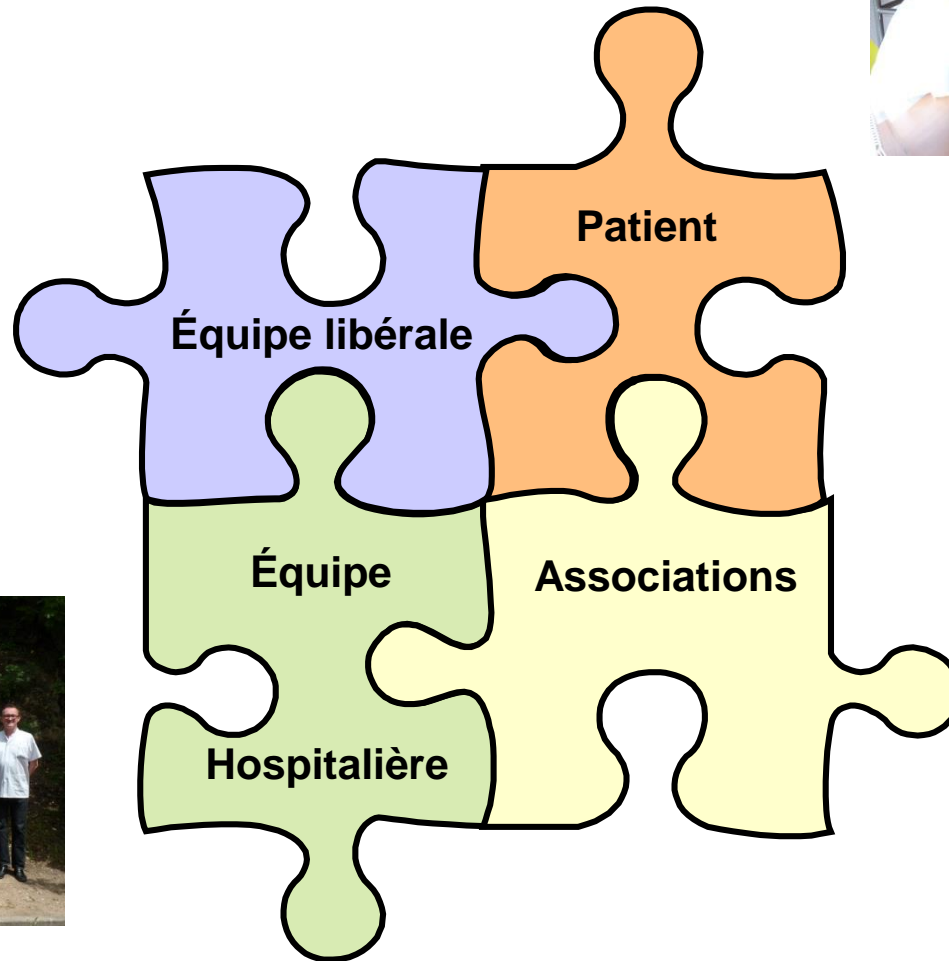 Patient
Équipe libérale
Équipe
Associations
Hospitalière